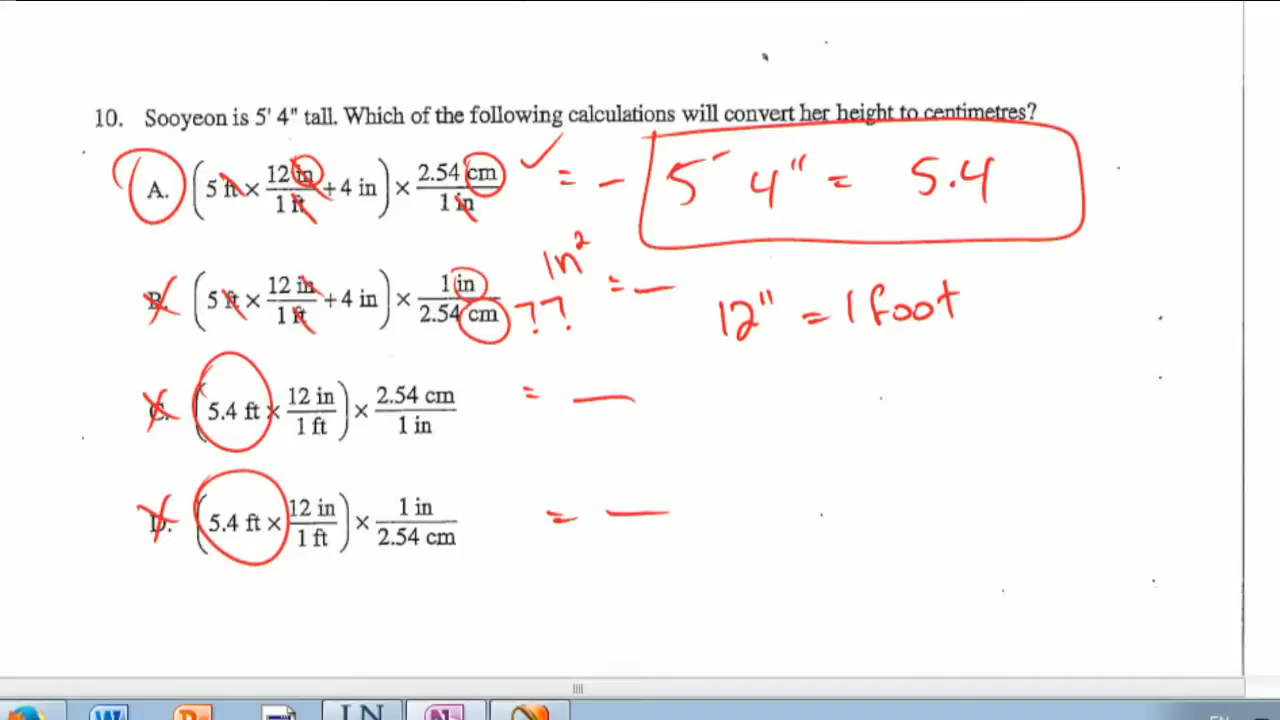 10. Sooyeon is 5' 4" tall. Which of the following calculations will convert her height to centimetres?
A. (5 ft × 12 in / 1 ft + 4 in) × 2.54 cm / 1 in ✓ = –
5' 4" = 5.4
B. (5 ft × 12 in / 1 ft + 4 in) × 1 in / 2.54 cm in² ?? = –
12" = 1 foot
C. (5.4 ft × 12 in / 1 ft) × 2.54 cm / 1 in = –
D. (5.4 ft × 12 in / 1 ft) × 1 in / 2.54 cm = –